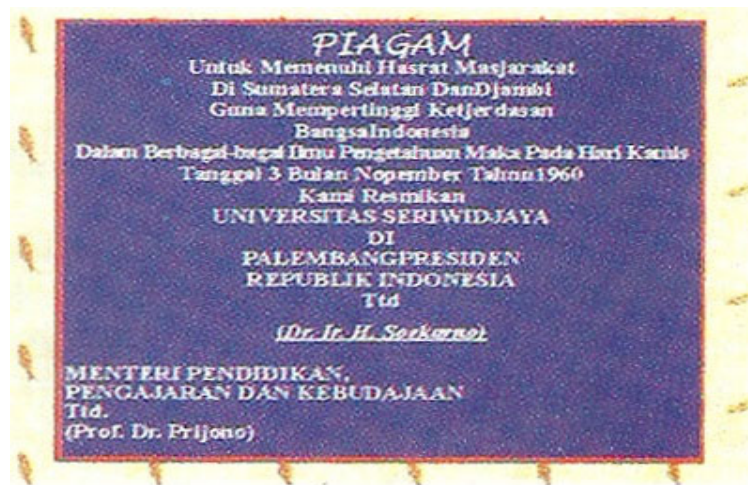 PIAGAM
Untuk Memenuhi Hasrat Masjarakat
Di Sumatera Selatan DanDjambi
Guna Mempertinggi Ketjerdasan
BangsaIndonesia
Dalam Berbagai-bagai Ilmu Pengetahuan Maka Pada Hari Kamis
Tanggal 3 Bulan Nopember Tahun1960
Kami Resmikan
UNIVERSITAS SERIWIDJAYA
DI
PALEMBANGPRESIDEN
REPUBLIK INDONESIA
Ttd
(Dr. Ir. H. Soekarno)
MENTERI PENDIDIKAN,
PENGAJARAN DAN KEBUDAJAAN
Ttd.
(Prof. Dr. Prijono)